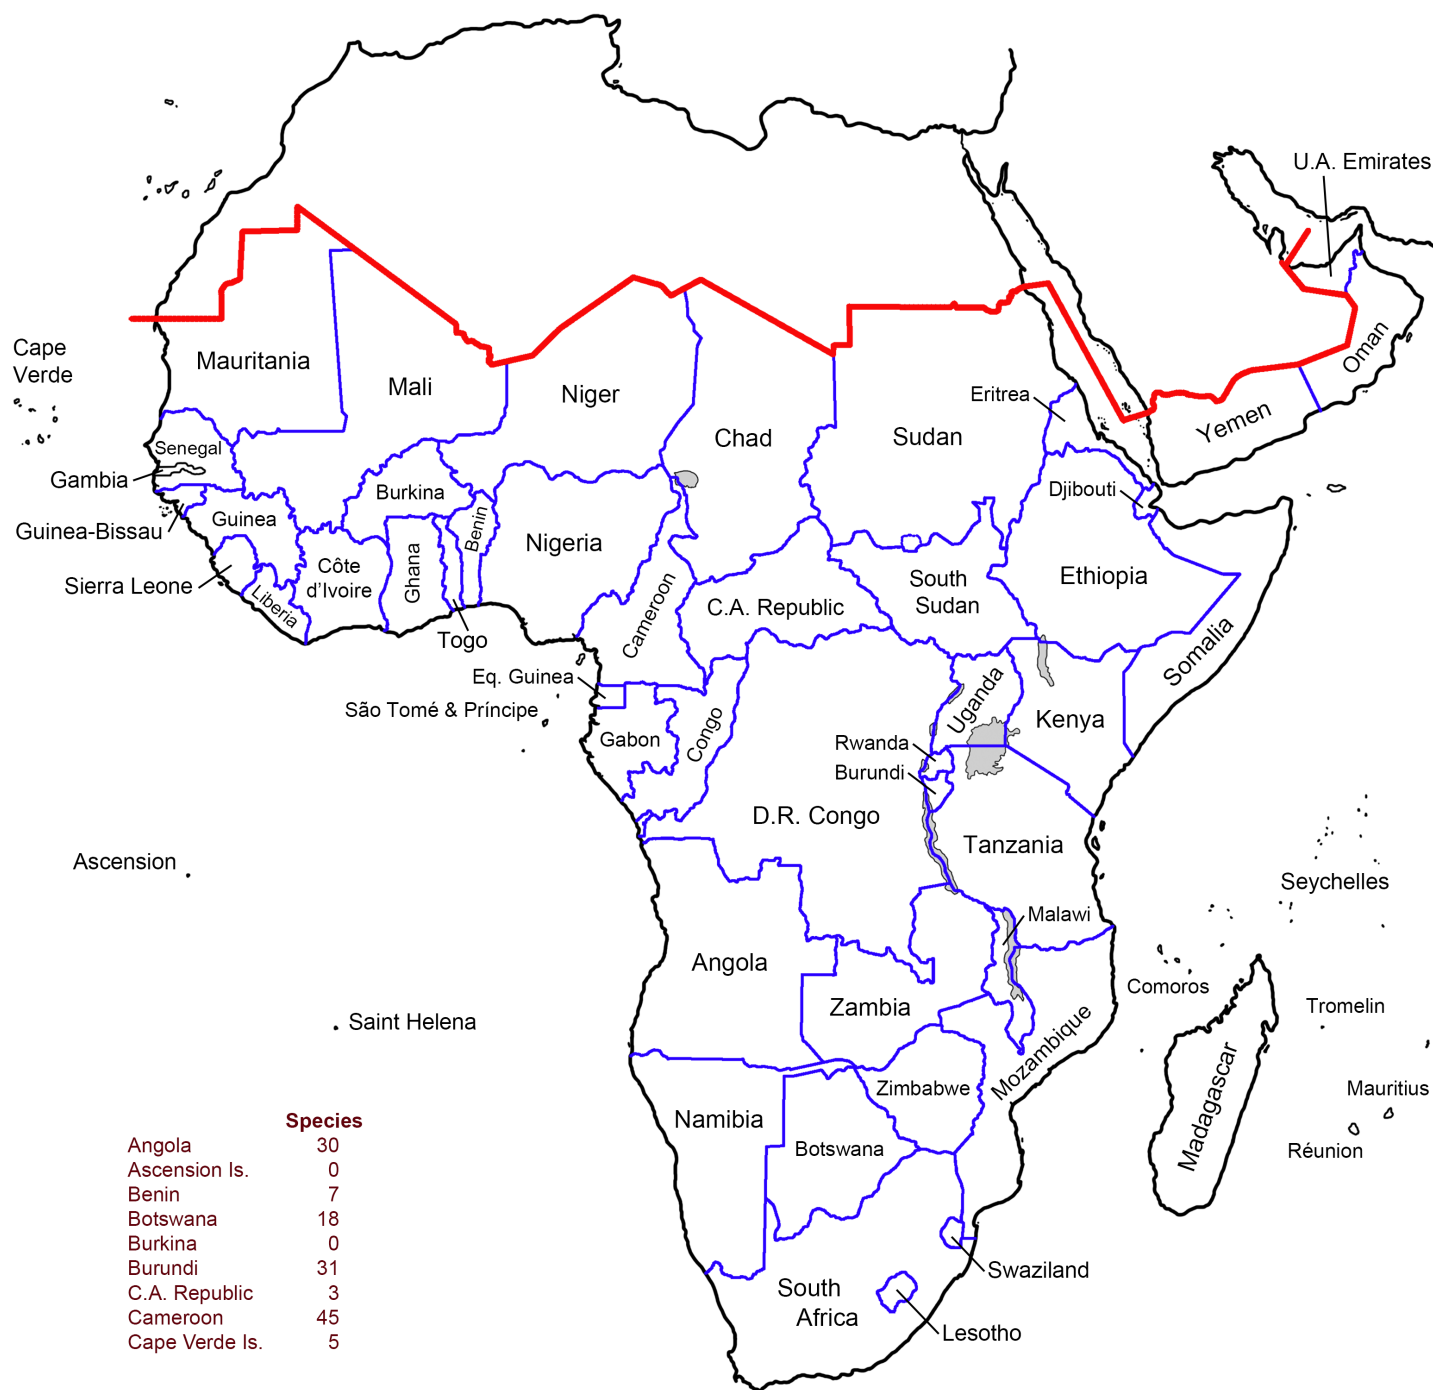 U.A. Emirates
Cape
Verde
Mauritania
Mali
Niger
Chad
Sudan
Eritrea
Yemen
Oman
Senegal
Gambia
Burkina
Djibouti
Guinea-Bissau
Guinea
Benin
Nigeria
Sierra Leone
Liberia
Côte
d'Ivoire
Ghana
Togo
Cameroon
C.A. Republic
South
Sudan
Ethiopia
Somalia
Eq. Guinea
São Tomé & Príncipe
Gabon
Congo
Uganda
Kenya
Rwanda
Burundi
D.R. Congo
Tanzania
Ascension
Seychelles
Malawi
Angola
Zambia
Comoros
Mozambique
Tromelin
Saint Helena
Madagascar
Mauritius
Réunion
Namibia
Zimbabwe
Botswana
Swaziland
South
Africa
Lesotho
Species
Angola 30
Ascension Is. 0
Benin 7
Botswana 18
Burkina 0
Burundi 31
C.A. Republic 3
Cameroon 45
Cape Verde Is. 5